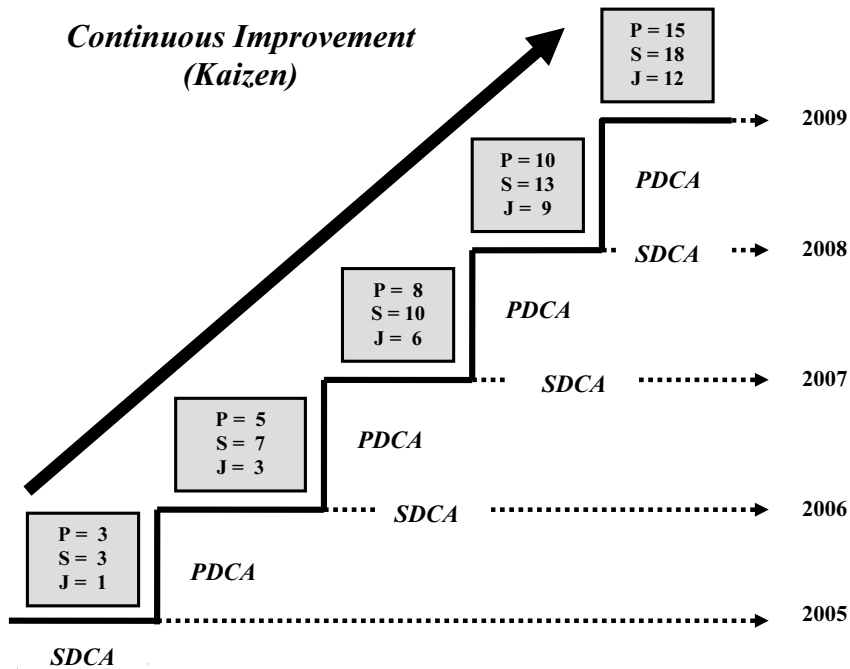 Continuous Improvement
(Kaizen)
P = 15
S = 18
J = 12
2009
P = 10
S = 13
J = 9
PDCA
2008
SDCA
P = 8
S = 10
J = 6
PDCA
2007
SDCA
P = 5
S = 7
J = 3
PDCA
2006
SDCA
P = 3
S = 3
J = 1
PDCA
2005
SDCA